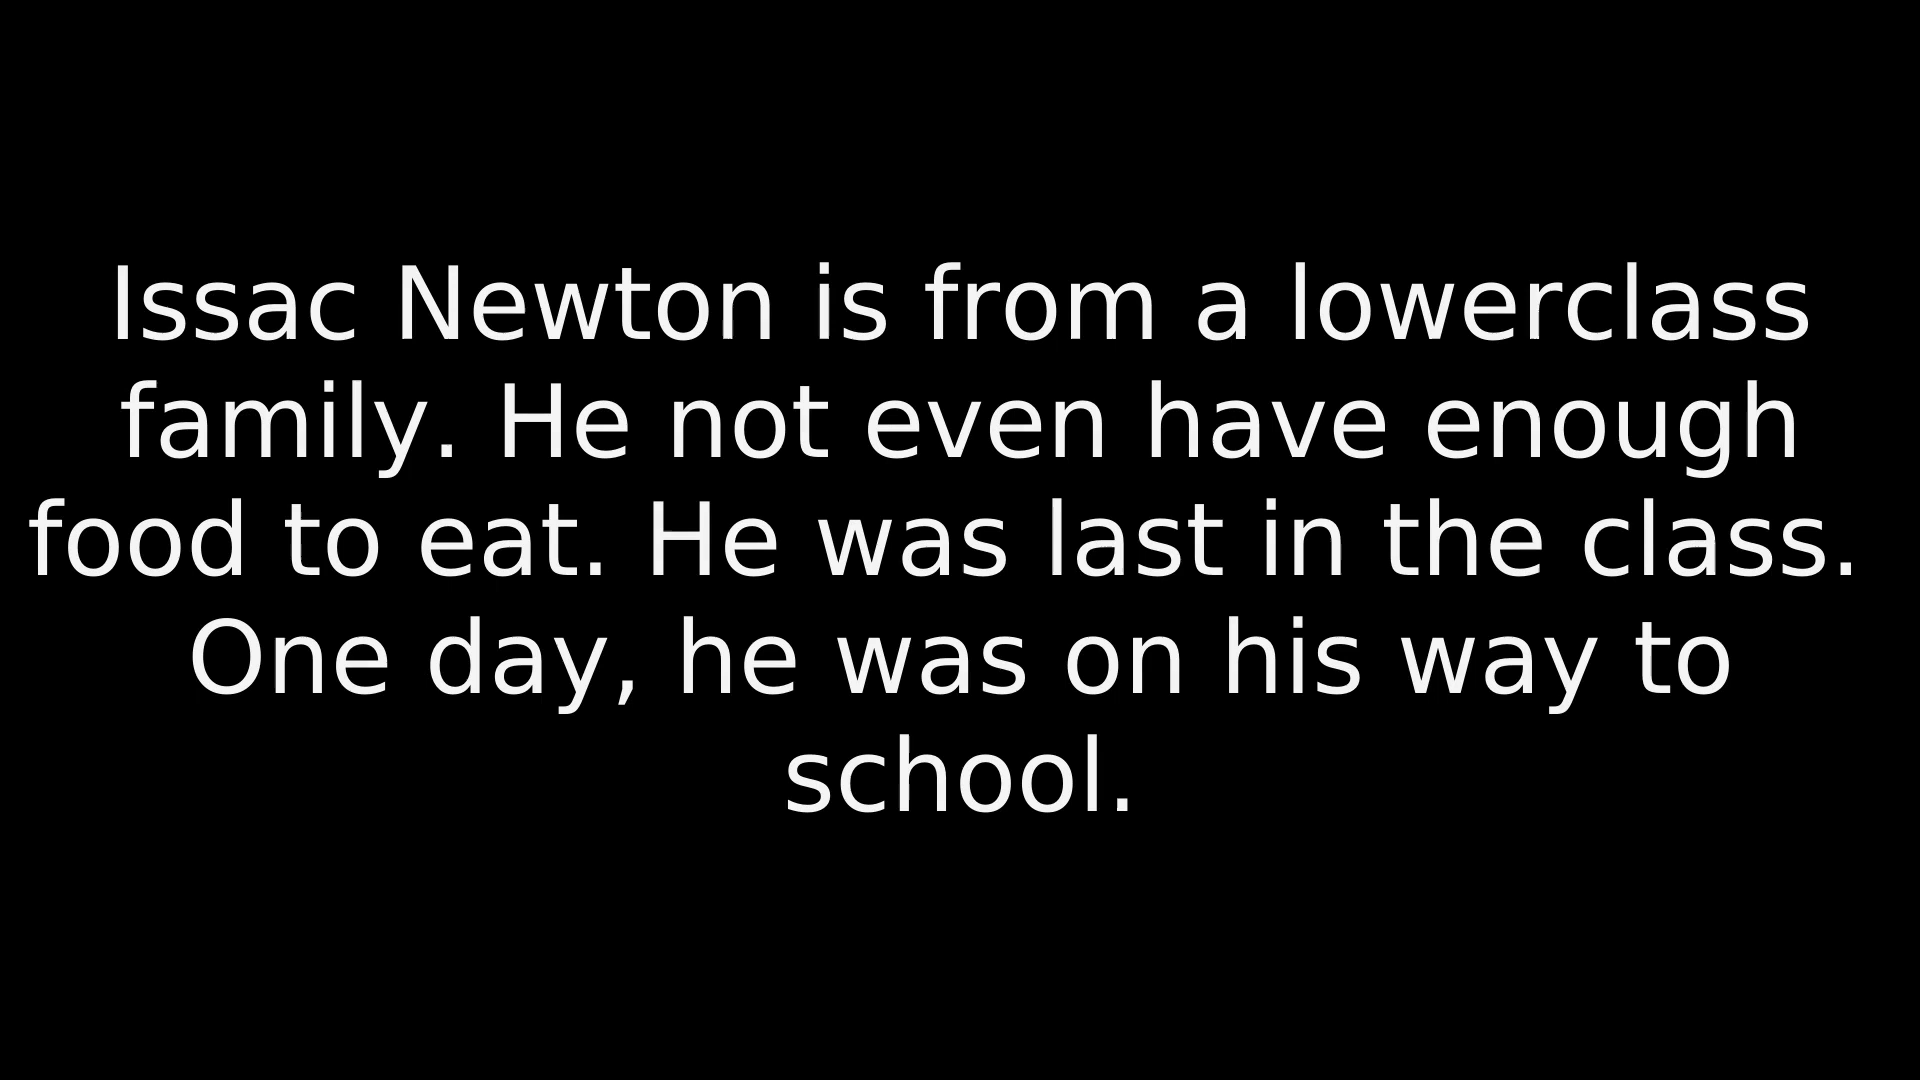 Issac Newton is from a lowerclass
family. He not even have enough
food to eat. He was last in the class.
One day, he was on his way to
school.